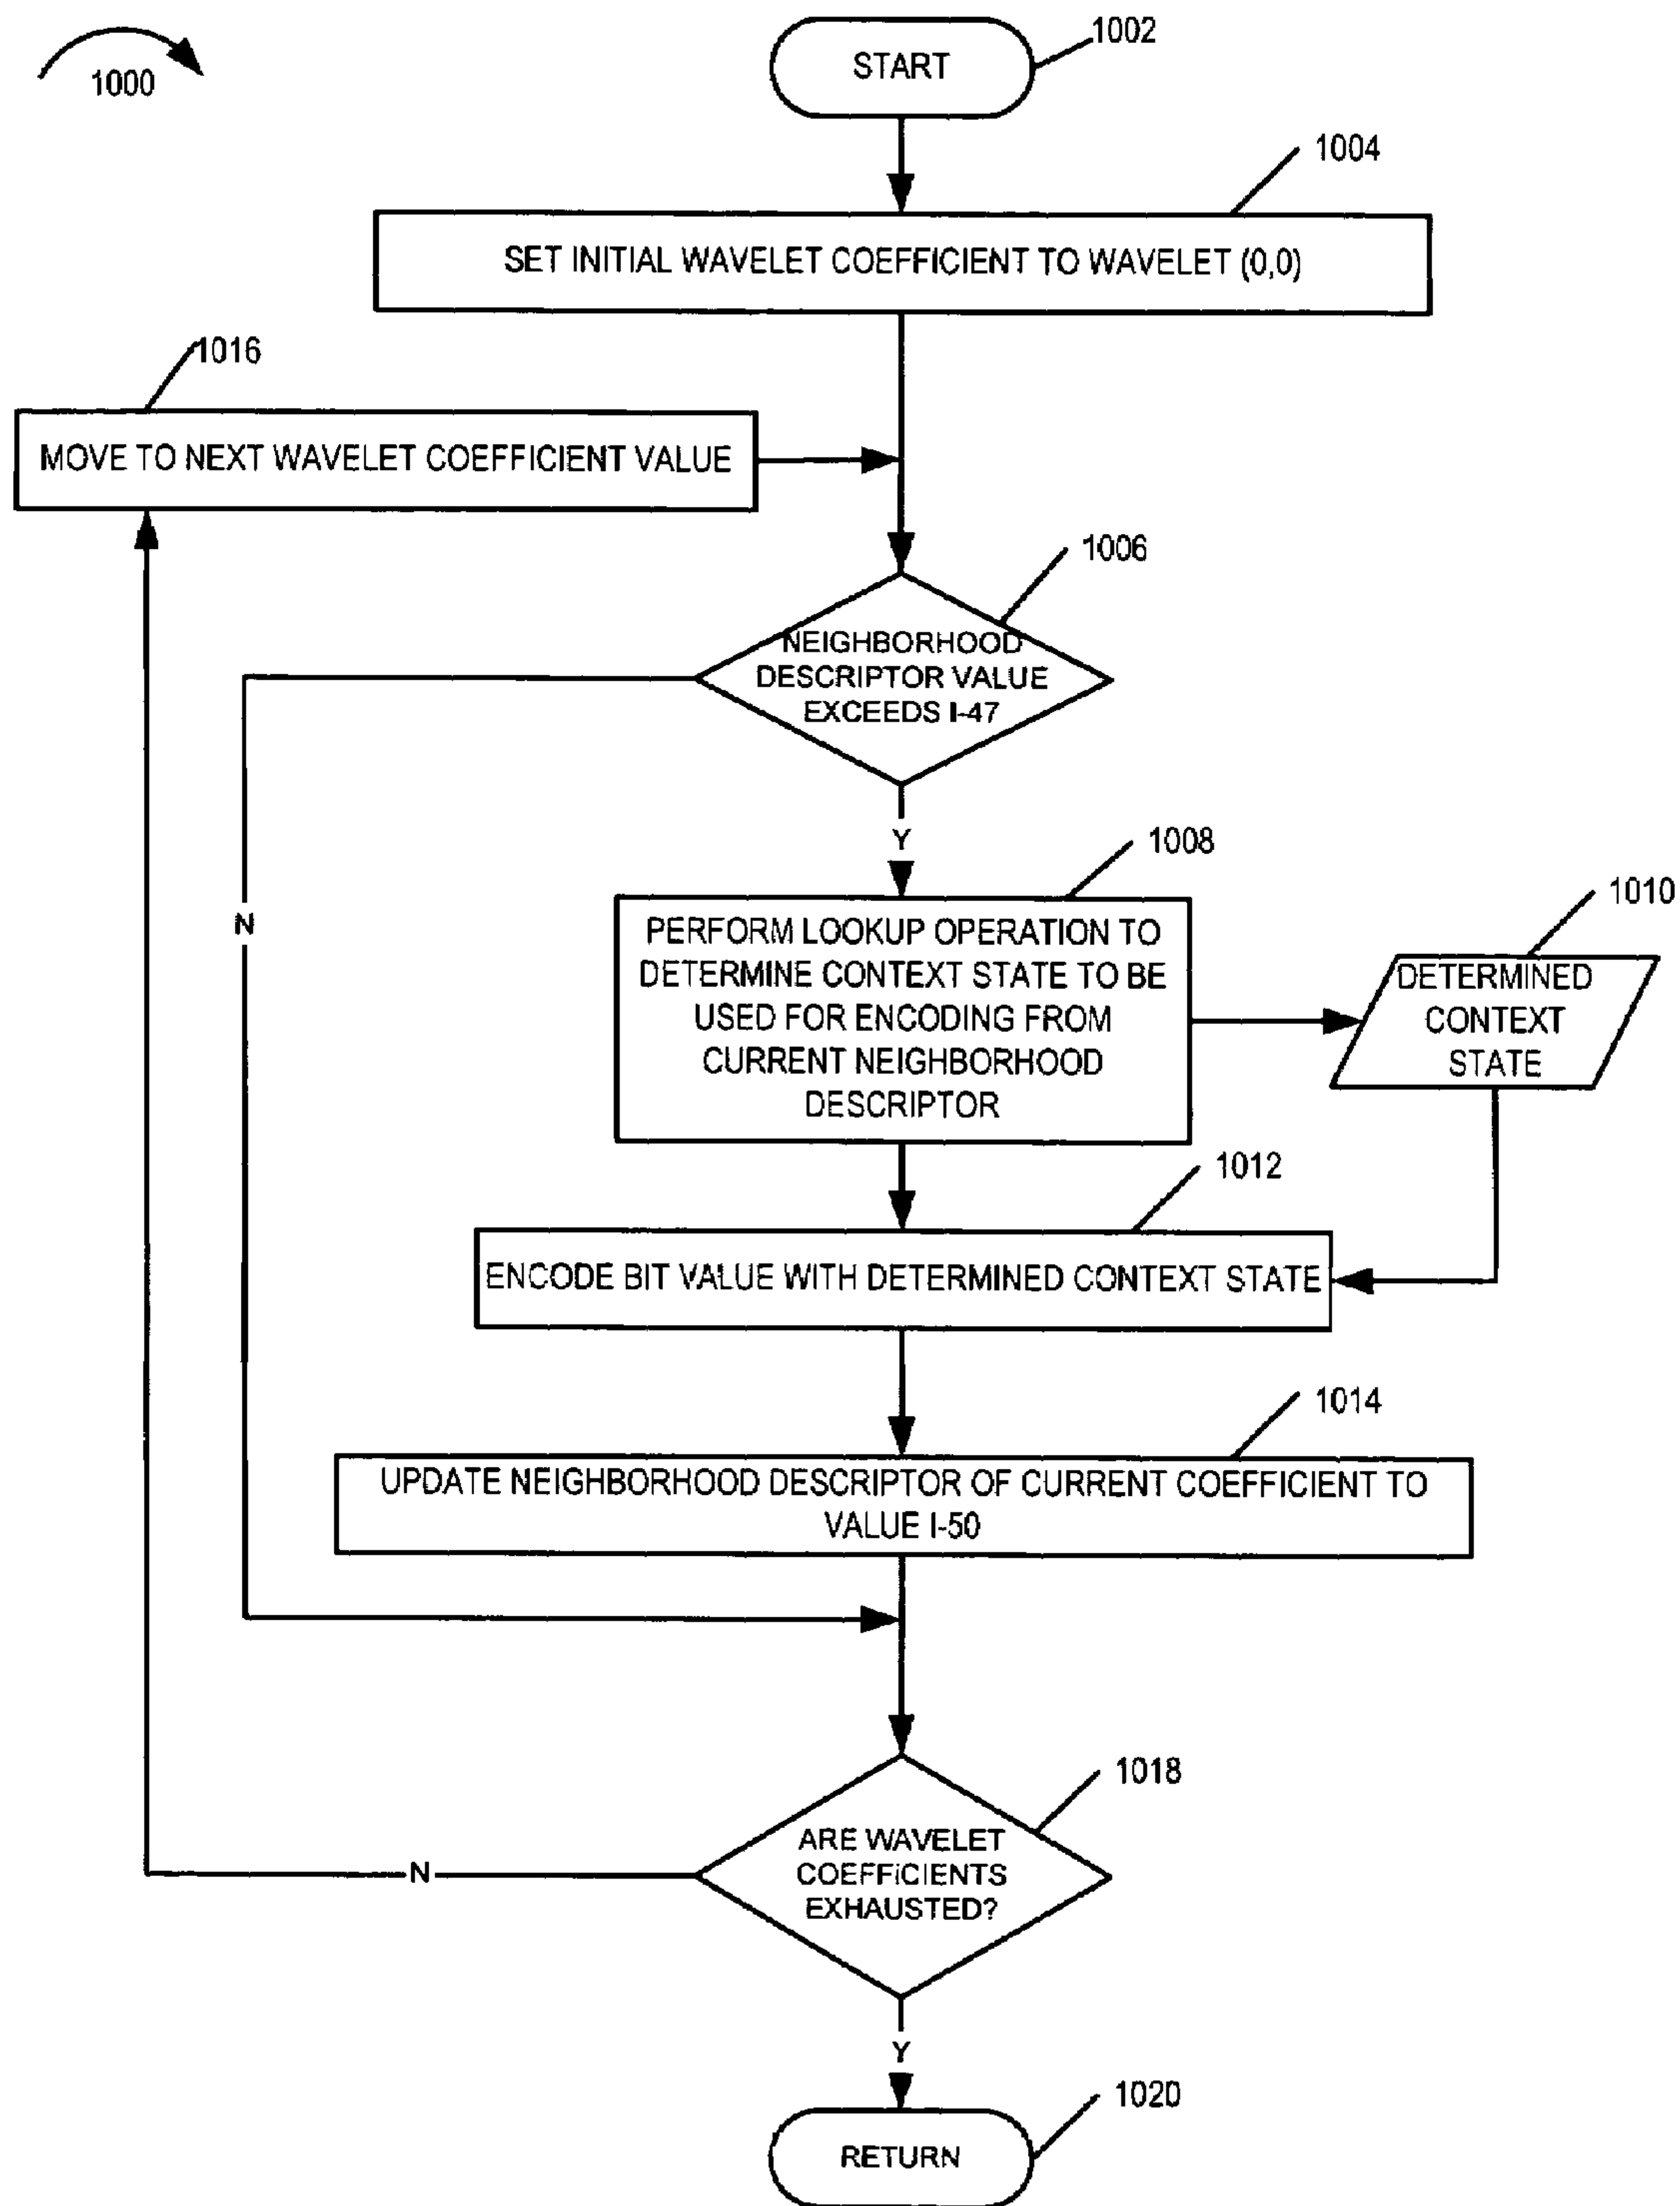 1000
START
1002
1004
SET INITIAL WAVELET COEFFICIENT TO WAVELET (0,0)
1016
MOVE TO NEXT WAVELET COEFFICIENT VALUE
1006
NEIGHBORHOOD
DESCRIPTOR VALUE
EXCEEDS I-47
N
Y
1008
PERFORM LOOKUP OPERATION TO
DETERMINE CONTEXT STATE TO BE
USED FOR ENCODING FROM
CURRENT NEIGHBORHOOD
DESCRIPTOR
1010
DETERMINED
CONTEXT
STATE
1012
ENCODE BIT VALUE WITH DETERMINED CONTEXT STATE
1014
UPDATE NEIGHBORHOOD DESCRIPTOR OF CURRENT COEFFICIENT TO
VALUE I-50
1018
ARE WAVELET
COEFFICIENTS
EXHAUSTED?
N
Y
1020
RETURN